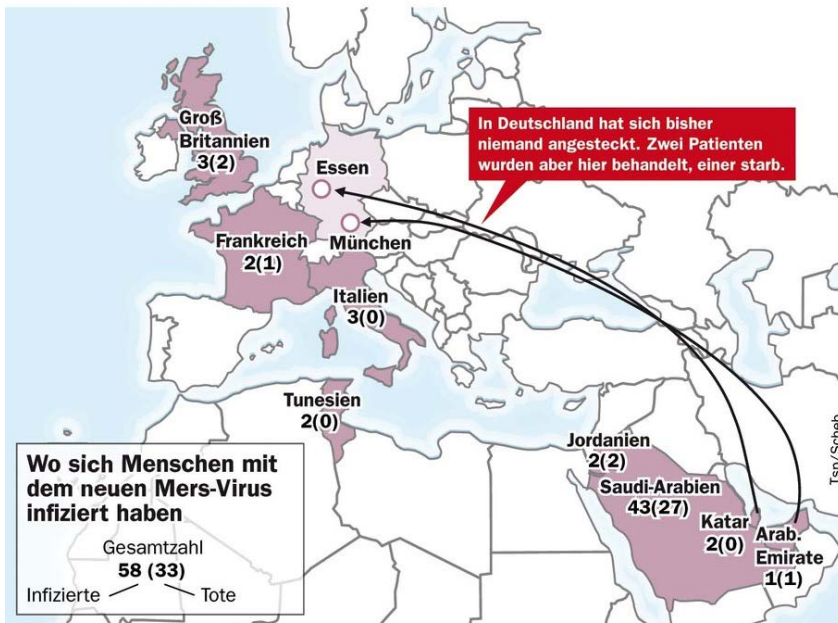 Groß
Britannien
3(2)
Essen
In Deutschland hat sich bisher
niemand angesteckt. Zwei Patienten
wurden aber hier behandelt, einer starb.
Frankreich
2(1)
München
Italien
3(0)
Tunesien
2(0)
Jordanien
2(2)
Saudi-Arabien
43(27)
Katar
2(0)
Arab.
Emirate
1(1)
Wo sich Menschen mit
dem neuen Mers-Virus
infiziert haben
Gesamtzahl
58 (33)
Infizierte
Tote
Tsp/Scheb